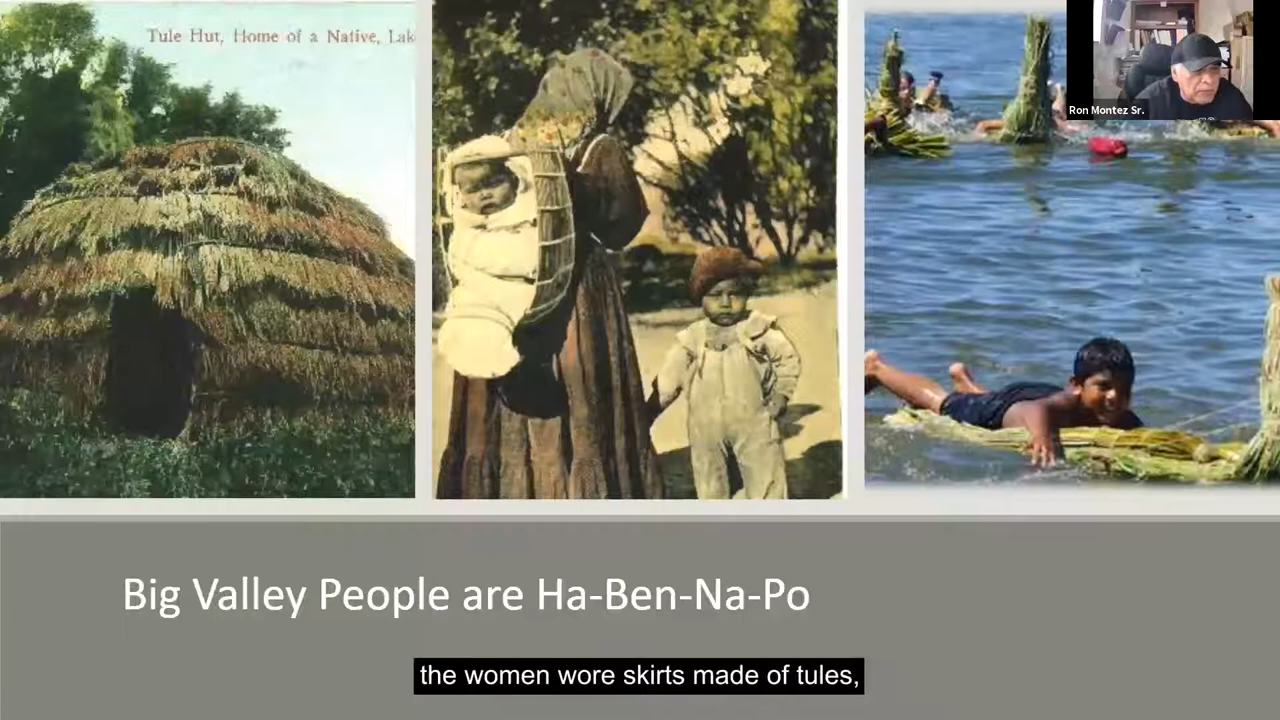 Tule Hut, Home of a Native, Lak
Ron Montez Sr.
Big Valley People are Ha-Ben-Na-Po
the women wore skirts made of tules,